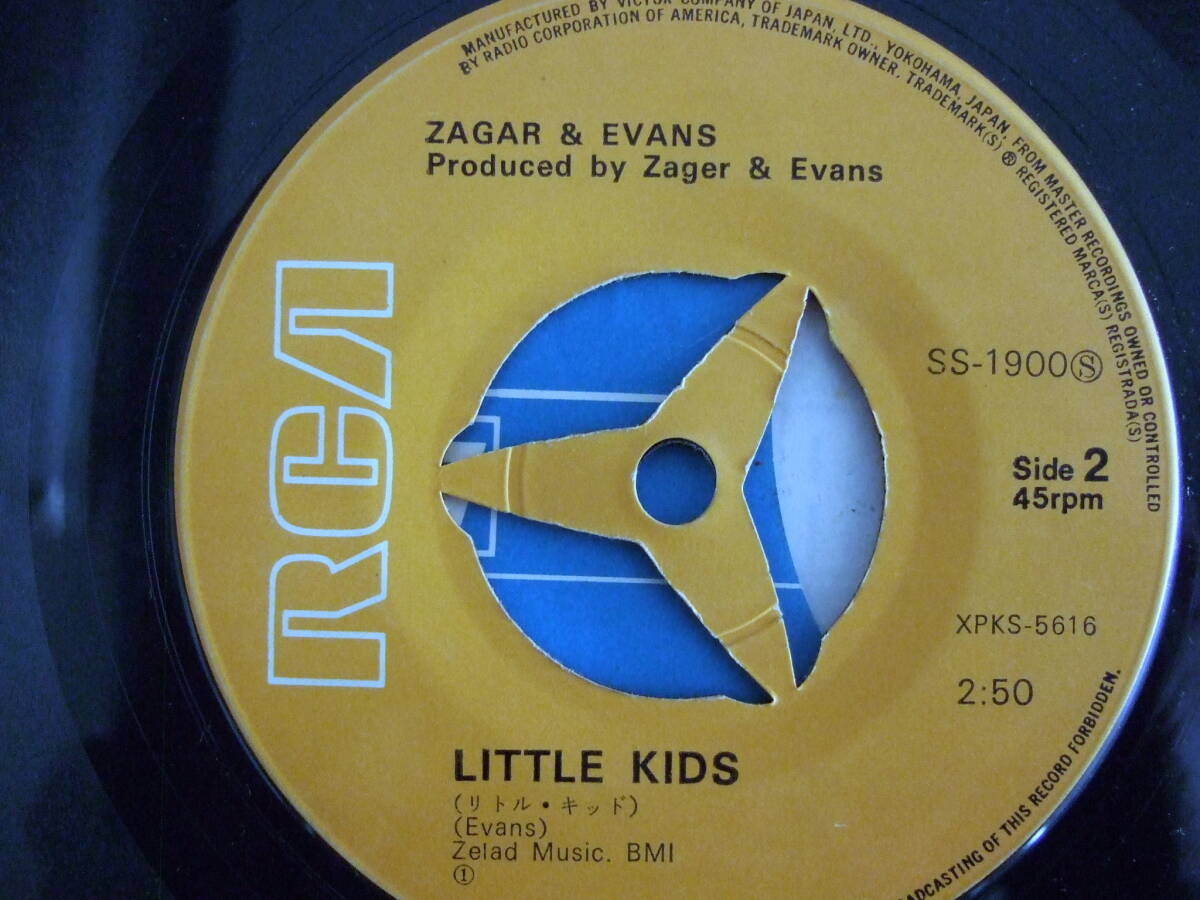 MANUFACTURED BY VICTOR COMPANY OF JAPAN, LTD., YOKOHAMA, JAPAN, FROM MASTER RECORDINGS OWNED OR CONTROLLED
BY RADIO CORPORATION OF AMERICA, TRADEMARK OWNER. TRADEMARK(S) ® REGISTERED MARCA(S) REGISTRADA(S)
ZAGAR & EVANS
Produced by Zager & Evans
RCA
SS-1900Ⓢ
Side 2
45rpm
XPKS-5616
2:50
LITTLE KIDS
(リトル・キッド)
(Evans)
Zelad Music. BMI
①
OF THIS RECORD FORBIDDEN.